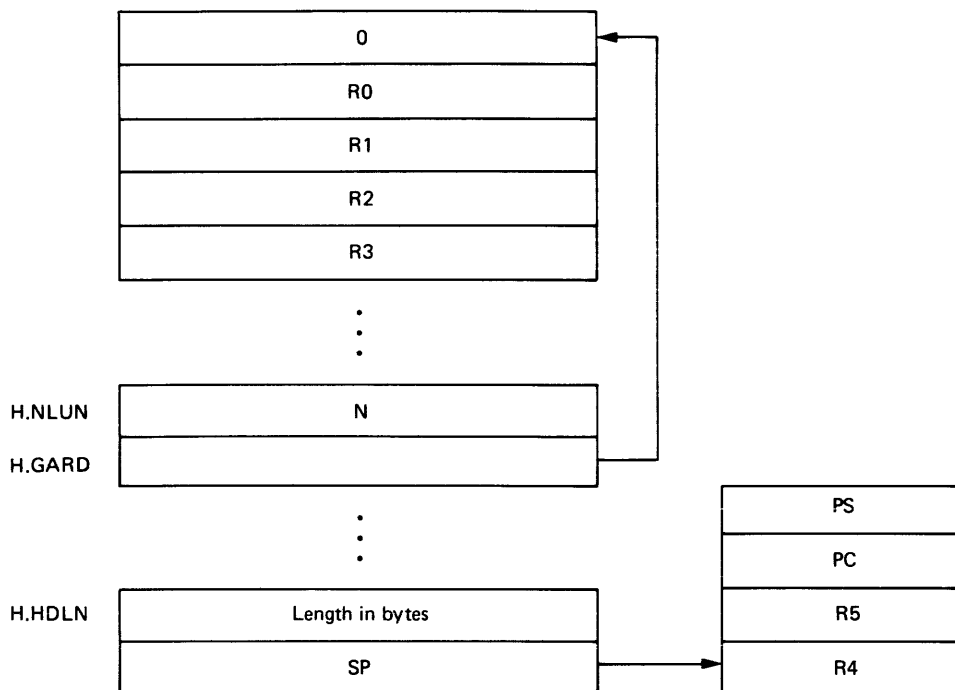 0
R0
R1
R2
R3
H.NLUN N
H.GARD
PS
PC
H.HDLN Length in bytes R5
SP R4